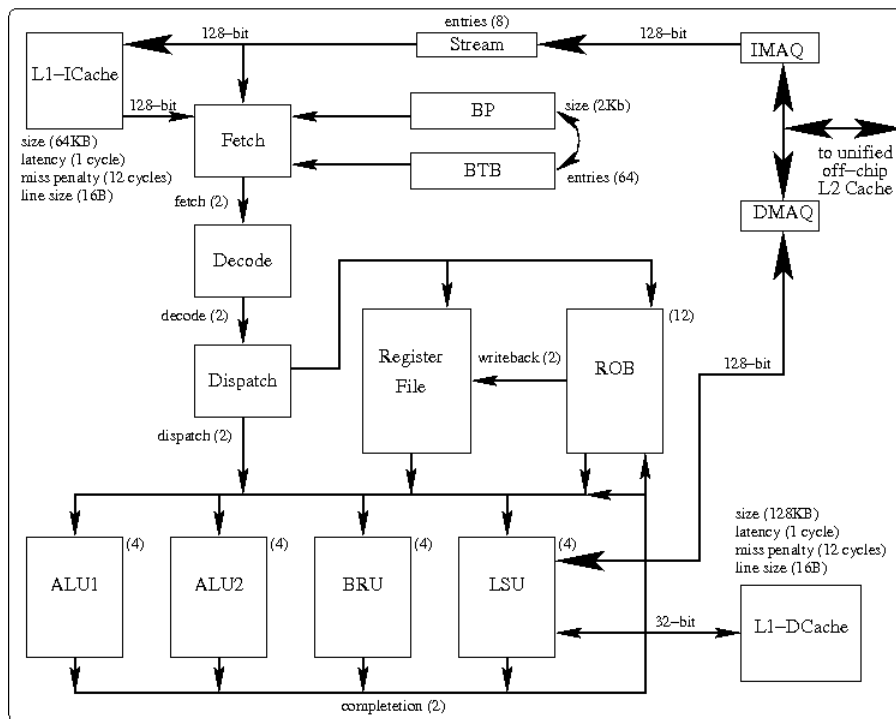 entries (8)
128–bit
Stream
128–bit
IMAQ
L1–ICache
128–bit
BP
size (2Kb)
Fetch
size (64KB)
latency (1 cycle)
miss penalty (12 cycles)
line size (16B)
BTB
entries (64)
to unified
off–chip
L2 Cache
fetch (2)
DMAQ
Decode
decode (2)
(12)
Dispatch
Register
File
writeback (2)
ROB
128–bit
dispatch (2)
size (128KB)
latency (1 cycle)
miss penalty (12 cycles)
line size (16B)
(4)
(4)
(4)
(4)
ALU1
ALU2
BRU
LSU
32–bit
L1–DCache
completetion (2)